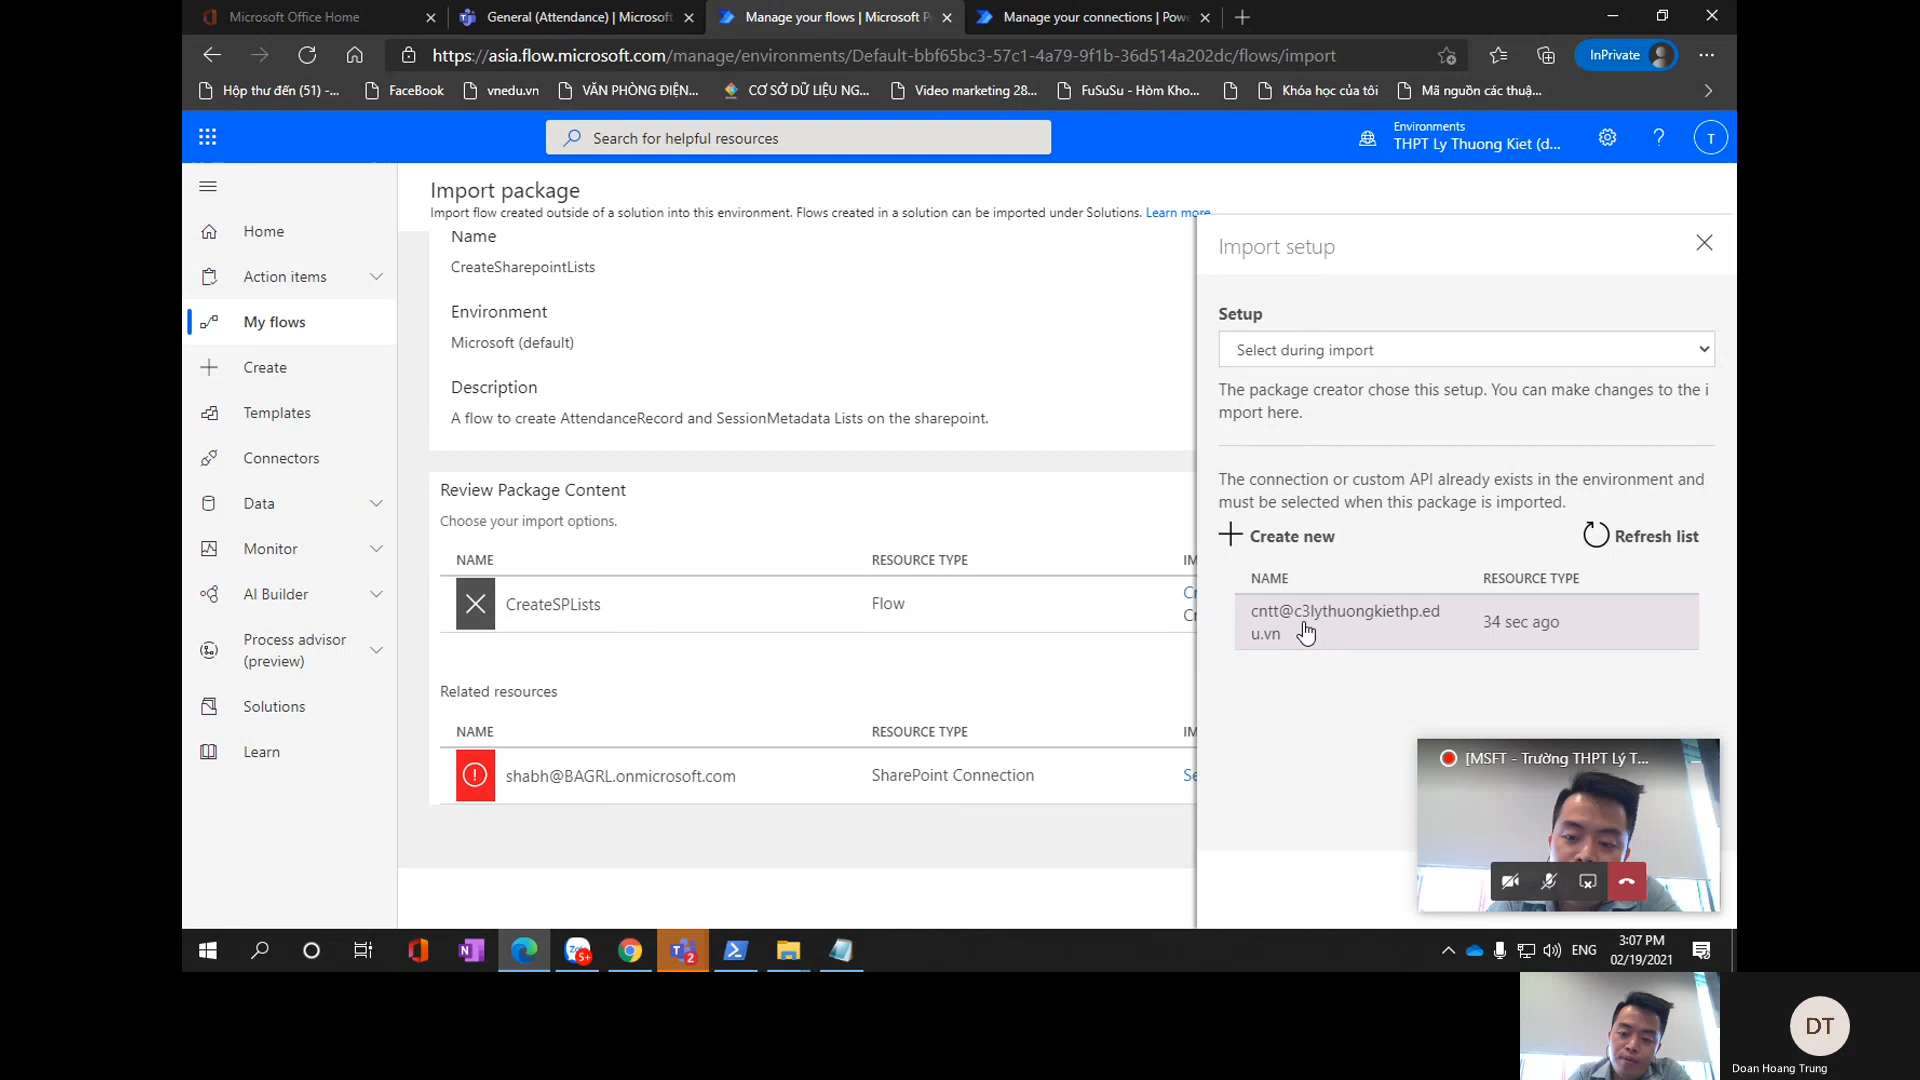 Microsoft Office Home
General (Attendance) | Microsoft
Manage your flows | Microsoft P
Manage your connections | Powe
https://asia.flow.microsoft.com/manage/environments/Default-bbf65bc3-57c1-4a79-9f1b-36d514a202dc/flows/import
InPrivate
Hộp thư đến (51) -...
FaceBook
vnedu.vn
VĂN PHÒNG ĐIỆN...
CƠ SỞ DỮ LIỆU NG...
Video marketing 28...
FuSuSu - Hòm Kho...
Khóa học của tôi
Mã nguồn các thuậ...
Search for helpful resources
Environments
THPT Ly Thuong Kiet (d...
T
Home
Action items
My flows
Create
Templates
Connectors
Data
Monitor
AI Builder
Process advisor
(preview)
Solutions
Learn
Import package
Import flow created outside of a solution into this environment. Flows created in a solution can be imported under Solutions. Learn more
Name
CreateSharepointLists
Environment
Microsoft (default)
Description
A flow to create AttendanceRecord and SessionMetadata Lists on the sharepoint.
Review Package Content
Choose your import options.
NAME RESOURCE TYPE IM
CreateSPLists Flow Cr
Cr
Related resources
NAME RESOURCE TYPE IM
shabh@BAGRL.onmicrosoft.com SharePoint Connection Se
Import setup
Setup
Select during import
The package creator chose this setup. You can make changes to the i
mport here.
The connection or custom API already exists in the environment and
must be selected when this package is imported.
Create new
Refresh list
NAME RESOURCE TYPE
cntt@c3lythuongkiethp.ed
u.vn
34 sec ago
[MSFT - Trường THPT Lý T...
Zalo
5+
2
ENG
3:07 PM
02/19/2021
DT
Doan Hoang Trung